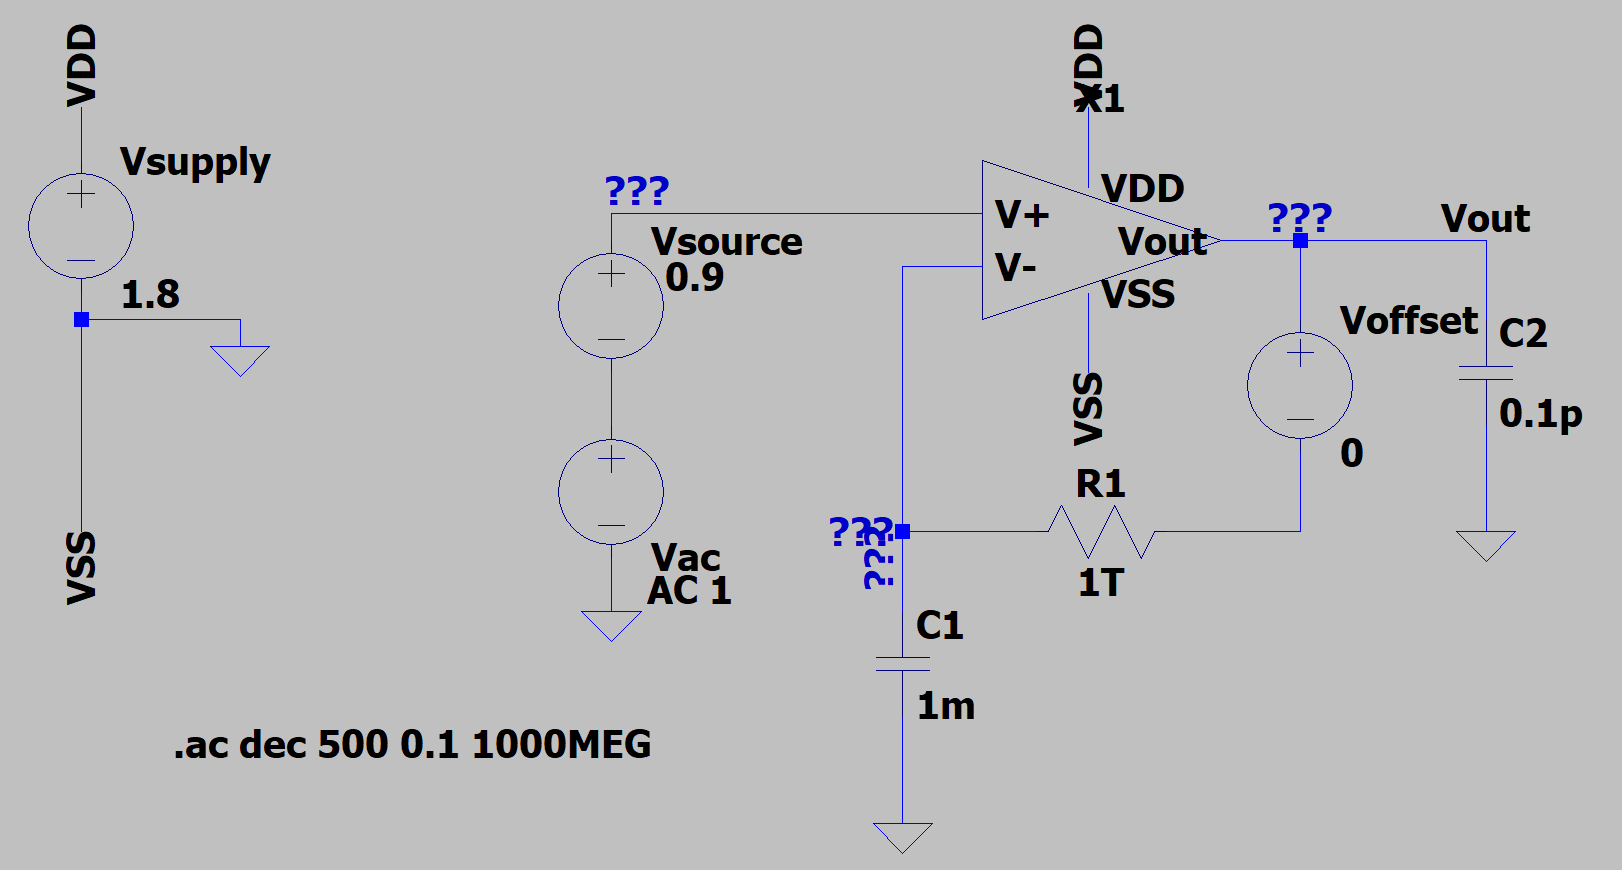 VDD
Vsupply
1.8
VSS
???
Vsource
0.9
Vac
AC 1
VDD
X1
VDD
V+
V-
Vout
VSS
VSS
???
Vout
Voffset
0
C2
0.1p
R1
1T
???
???
C1
1m
.ac dec 500 0.1 1000MEG